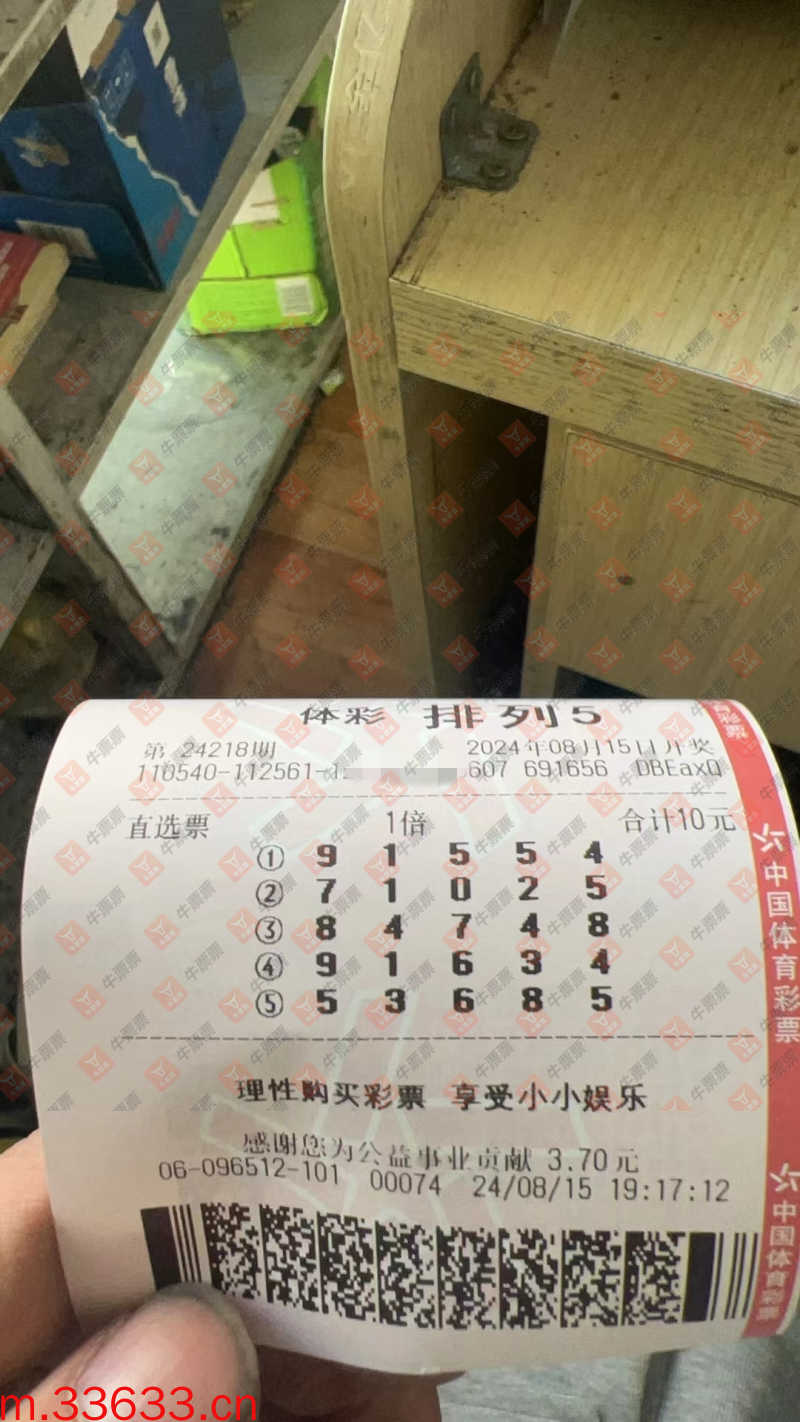 体彩 排列5
第 24218期 2024年08月15日开奖
110540-112561-1 607 691656 DBEaxQ
直选票 1倍 合计10元
① 9 1 5 5 4
② 7 1 0 2 5
③ 8 4 7 4 8
④ 9 1 6 3 4
⑤ 5 3 6 8 5
理性购买彩票 享受小小娱乐
感谢您为公益事业贡献 3.70元
06-096512-101 00074 24/08/15 19:17:12
中国体育彩票
中国体育彩票
牛票票
m.33633.cn